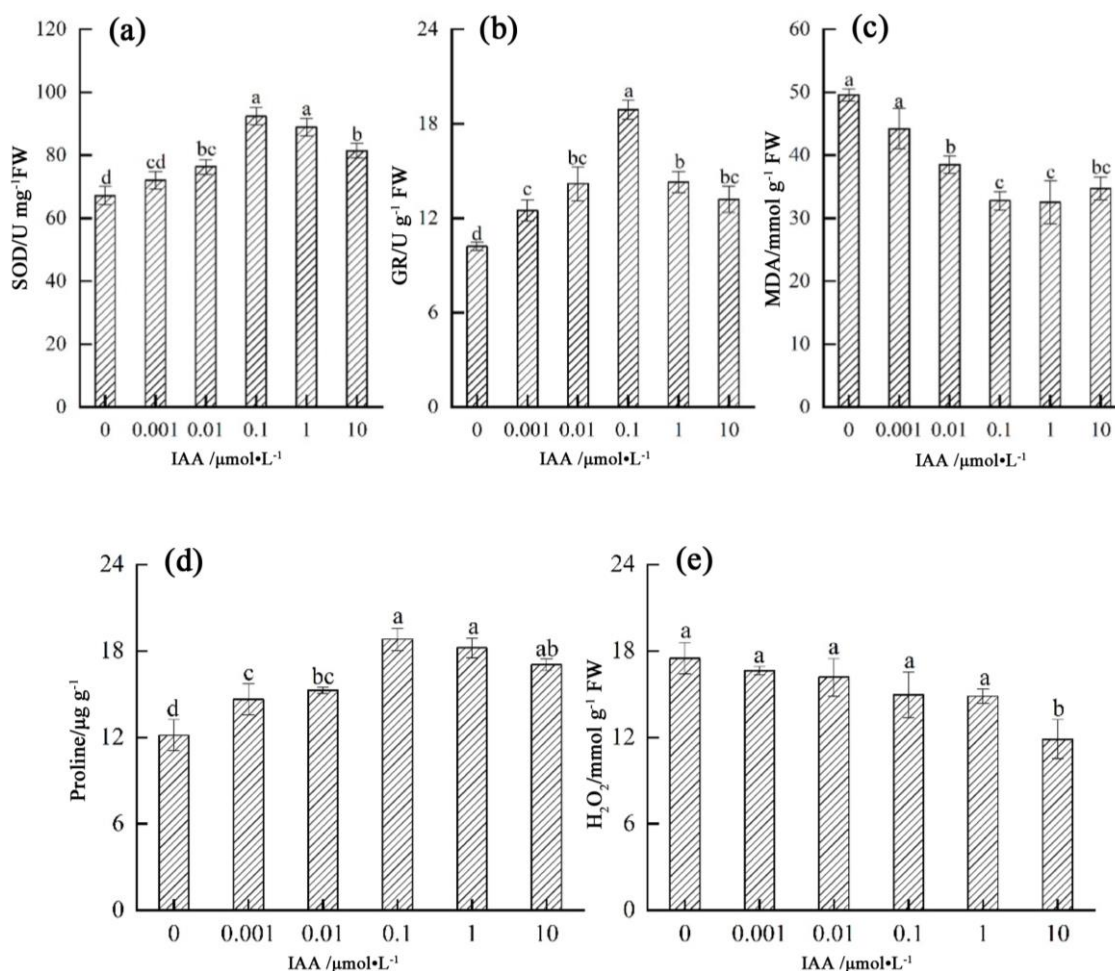 (a)
SOD/U mg⁻¹FW
120
100
80
60
40
20
0
d
cd
bc
a
a
b
0 0.001 0.01 0.1 1 10
IAA /μmol•L⁻¹
(b)
GR/U g⁻¹ FW
24
18
12
6
0
d
c
bc
a
b
bc
0 0.001 0.01 0.1 1 10
IAA /μmol•L⁻¹
(c)
MDA/mmol g⁻¹ FW
60
50
40
30
20
10
0
a
a
b
c
c
bc
0 0.001 0.01 0.1 1 10
IAA /μmol•L⁻¹
(d)
Proline/μg g⁻¹
24
18
12
6
0
d
c
bc
a
a
ab
0 0.001 0.01 0.1 1 10
IAA /μmol•L⁻¹
(e)
H₂O₂/mmol g⁻¹ FW
24
18
12
6
0
a
a
a
a
a
b
0 0.001 0.01 0.1 1 10
IAA /μmol•L⁻¹